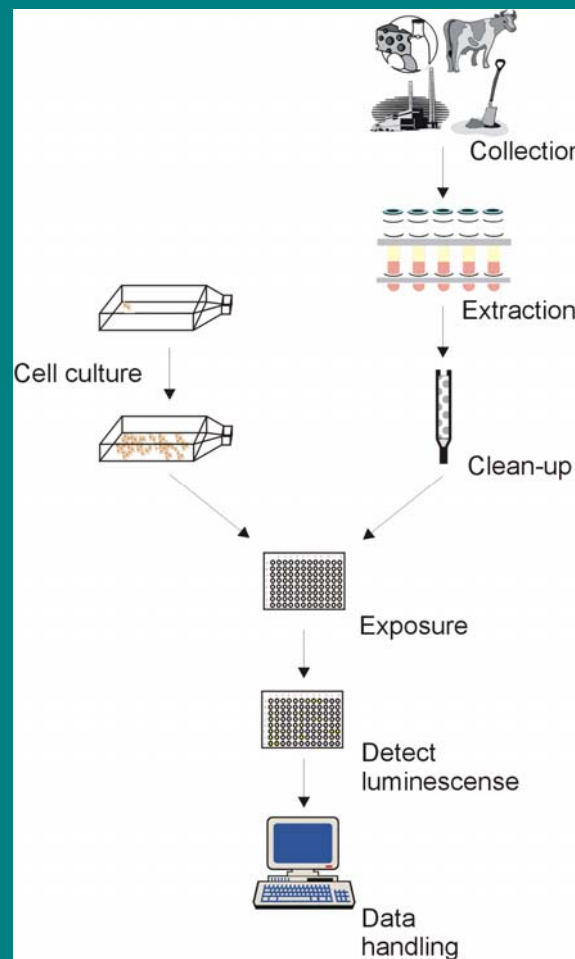 Collection
Extraction
Cell culture
Clean-up
Exposure
Detect
luminescense
Data
handling